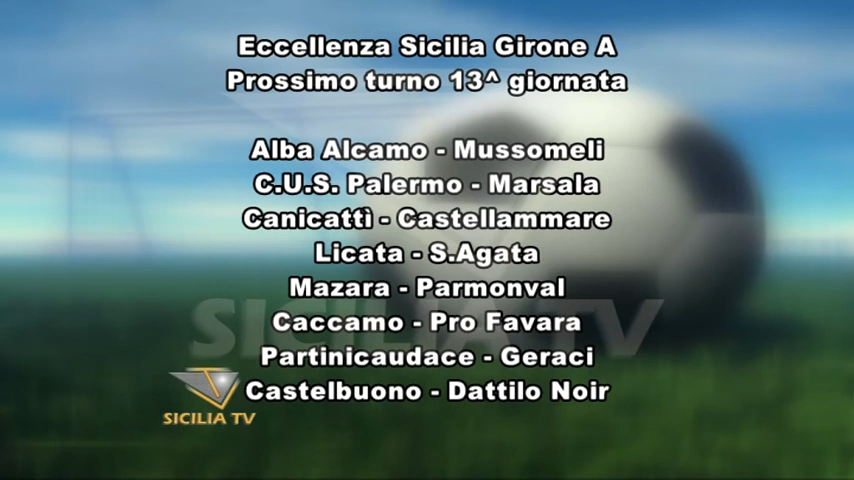 Eccellenza Sicilia Girone A
Prossimo turno 13^ giornata
Alba Alcamo - Mussomeli
C.U.S. Palermo - Marsala
Canicattì - Castellammare
Licata - S.Agata
Mazara - Parmonval
Caccamo - Pro Favara
Partinicaudace - Geraci
Castelbuono - Dattilo Noir
SICILIA TV
SICILIA TV